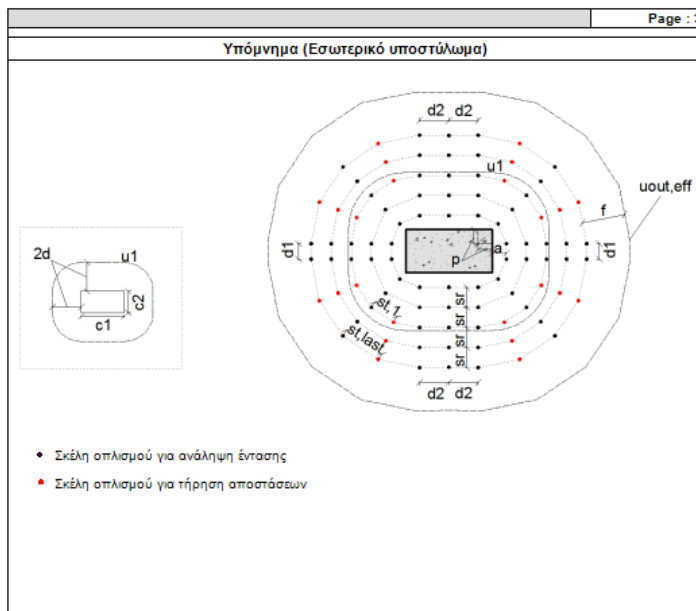 Page : 3
Υπόμνημα (Εσωτερικό υποστύλωμα)
d2 d2
u1
uout,eff
f
2d
u1
d1
a
d1
p
c2
c1
st,1
sr
sr
sr
sr
st,last
d2 d2
Σκέλη οπλισμού για ανάληψη έντασης
Σκέλη οπλισμού για τήρηση αποστάσεων